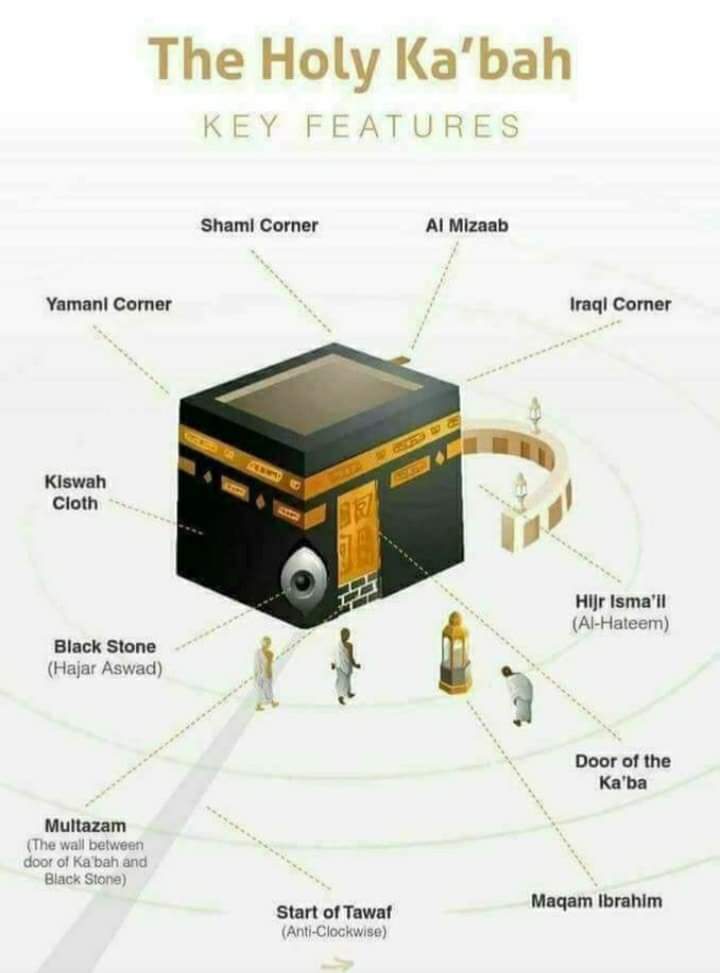 The Holy Ka'bah
KEY FEATURES
Shami Corner
Al Mizaab
Yamani Corner
Iraqi Corner
Kiswah
Cloth
Hijr Isma'il
(Al-Hateem)
Black Stone
(Hajar Aswad)
Door of the
Ka'ba
Multazam
(The wall between
door of Ka'bah and
Black Stone)
Maqam Ibrahim
Start of Tawaf
(Anti-Clockwise)